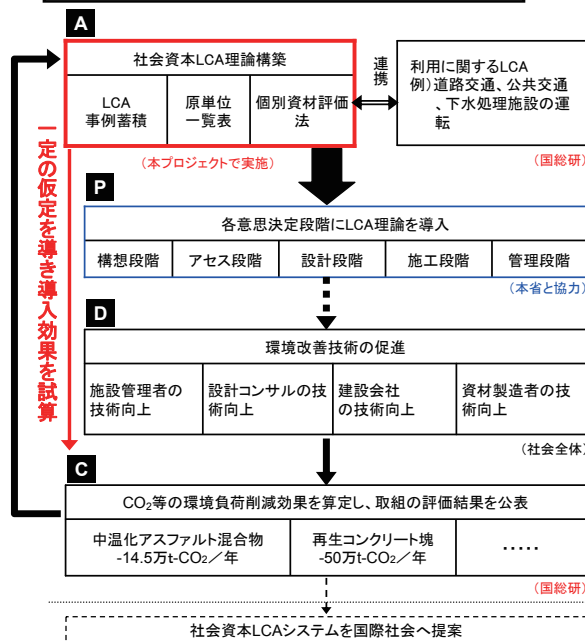 A
社会資本LCA理論構築
LCA
事例蓄積
原単位
一覧表
個別資材評価
法
連携
利用に関するLCA
例）道路交通、公共交通
、下水処理施設の運
転
（本プロジェクトで実施）
（国総研）
一定の仮定を導き導入効果を試算
P
各意思決定段階にLCA理論を導入
構想段階
アセス段階
設計段階
施工段階
管理段階
（本省と協力）
D
環境改善技術の促進
施設管理者の
技術向上
設計コンサルの技
術向上
建設会社
の技術向上
資材製造者の技
術向上
（社会全体）
C
CO₂等の環境負荷削減効果を算定し、取組の評価結果を公表
中温化アスファルト混合物
-14.5万t-CO₂／年
再生コンクリート塊
-50万t-CO₂／年
‥‥‥
（国総研）
社会資本LCAシステムを国際社会へ提案